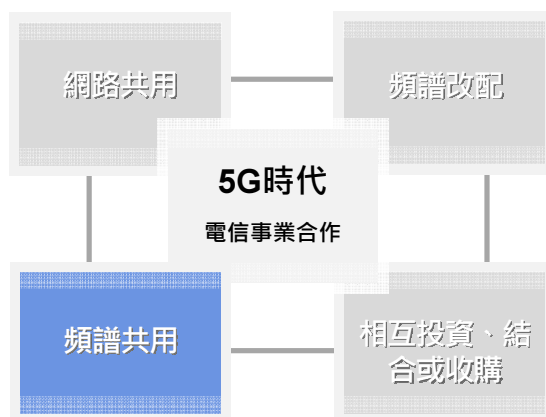 網路共用
頻譜改配
5G時代
電信事業合作
頻譜共用
相互投資、結
合或收購